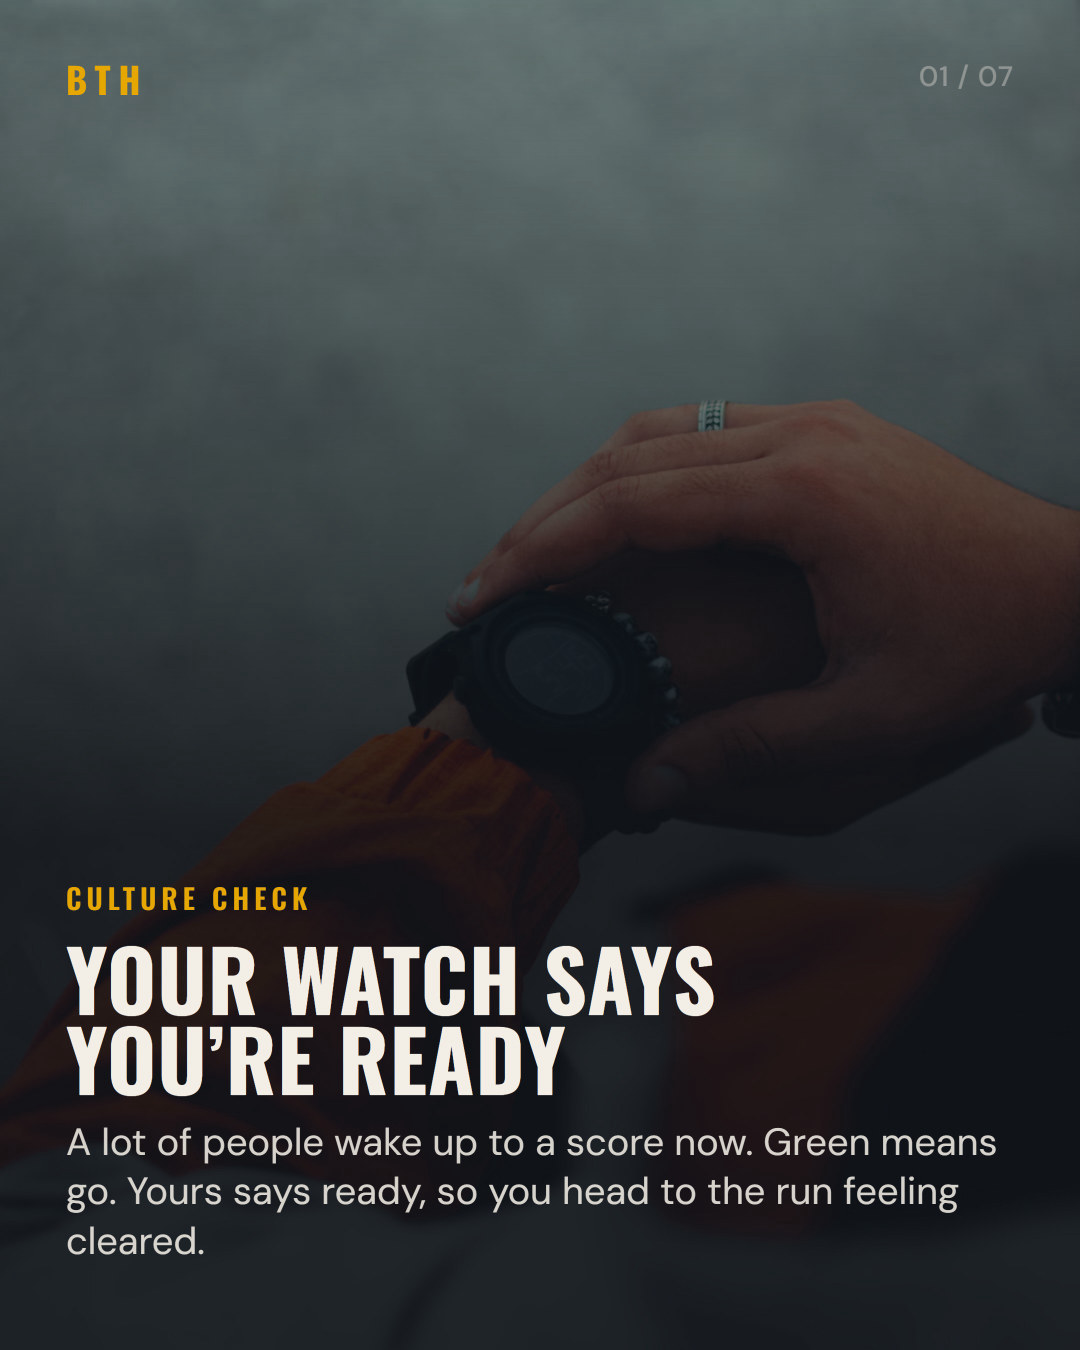 BTH
01 / 07
CULTURE CHECK
YOUR WATCH SAYS
YOU’RE READY
A lot of people wake up to a score now. Green means
go. Yours says ready, so you head to the run feeling
cleared.